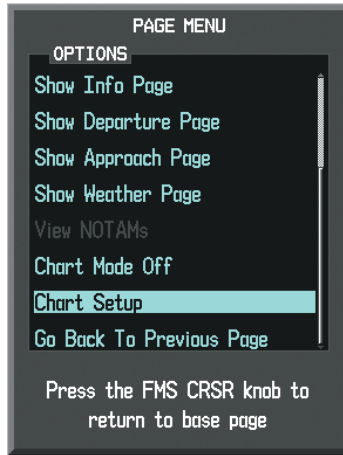 PAGE MENU
OPTIONS
Show Info Page
Show Departure Page
Show Approach Page
Show Weather Page
View NOTAMs
Chart Mode Off
Chart Setup
Go Back To Previous Page
Press the FMS CRSR knob to
return to base page